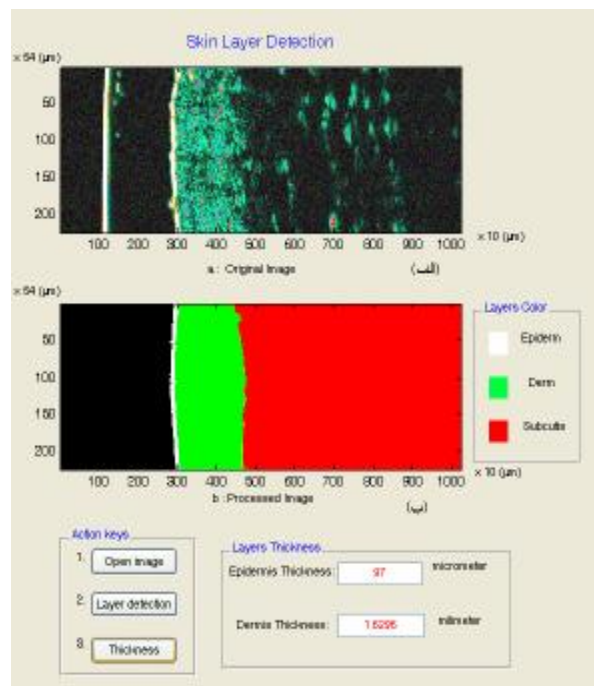 Skin Layer Detection
x 64 (µm)
50
100
150
200
100 200 300 400 500 600 700 800 900 1000
x 10 (µm)
a : Original Image
(الف)
x 64 (µm)
50
100
150
200
100 200 300 400 500 600 700 800 900 1000
x 10 (µm)
b : Processed Image
(ب)
Layers Color
Epiderm
Derm
Subcutis
Action keys
1. Open image
2. Layer detection
3. Thickness
Layers Thickness
Epidermis Thickness: 97 micrometer
Dermis Thickness: 1.6295 milimeter